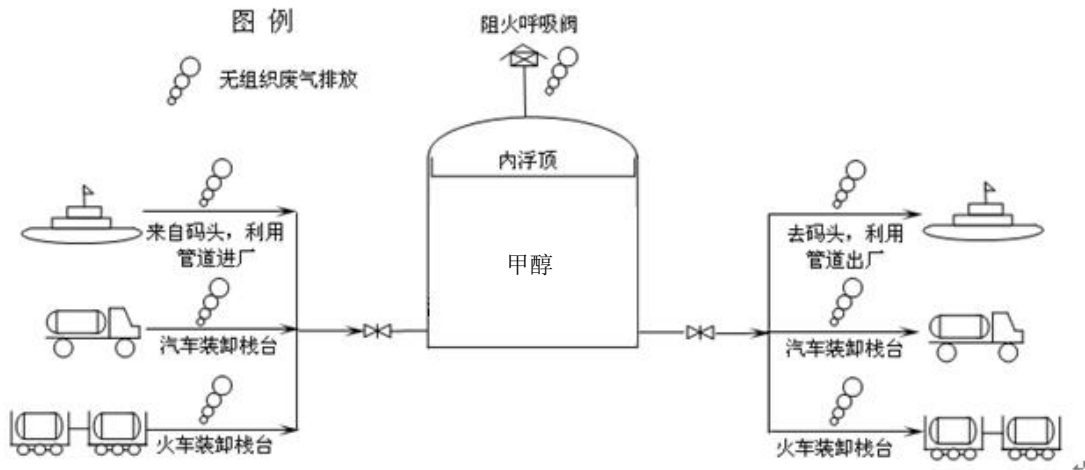 图 例
无组织废气排放
阻火呼吸阀
内浮顶
甲醇
来自码头，利用
管道进厂
汽车装卸栈台
火车装卸栈台
去码头，利用
管道出厂
汽车装卸栈台
火车装卸栈台